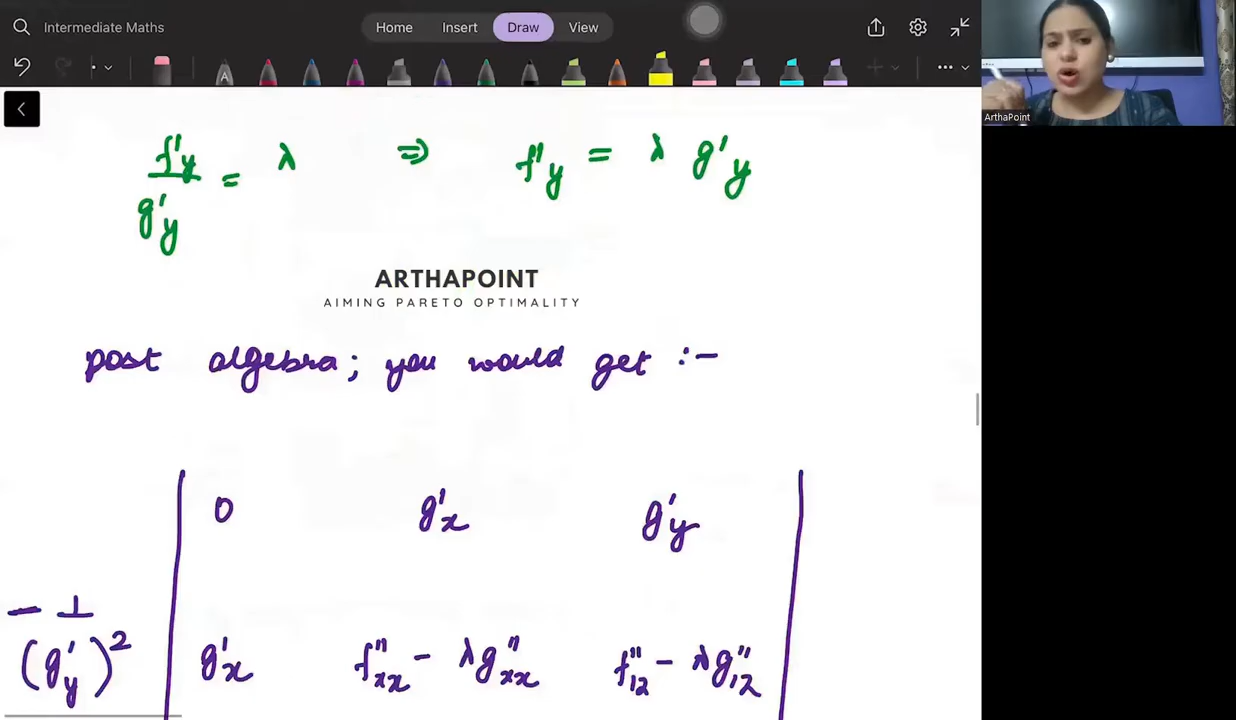 Intermediate Maths
Home Insert Draw View
ArthaPoint
f'y / g'y = λ ⇒ f'y = λ g'y
ARTHAPOINT
AIMING PARETO OPTIMALITY
post algebra; you would get :-
0 g'x g'y
- 1/(g'y)² g'x f''xx - λg''xx f''12 - λg''12